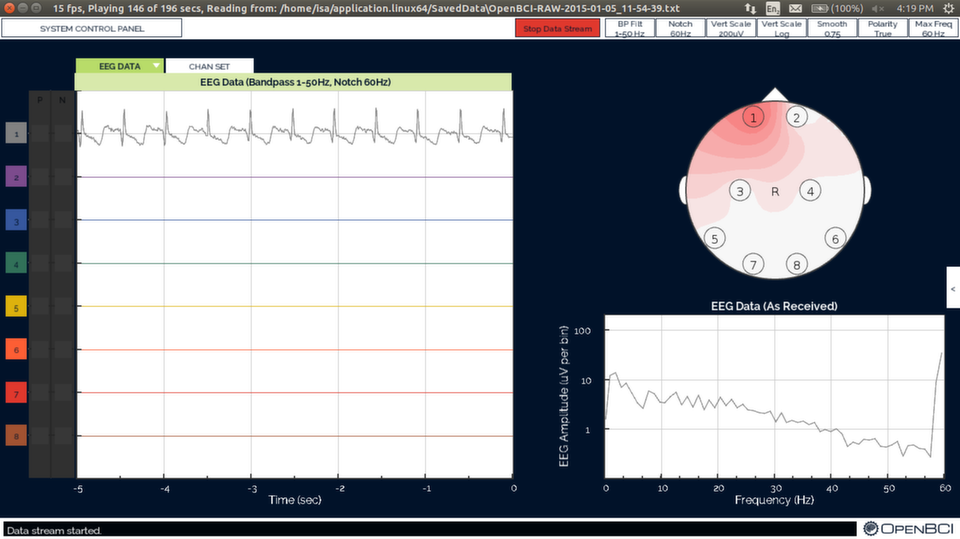 15 fps, Playing 146 of 196 secs, Reading from: /home/isa/application.linux64/SavedData\OpenBCI-RAW-2015-01-05_11-54-39.txt
En
(100%)
4:19 PM
SYSTEM CONTROL PANEL
Stop Data Stream
BP Filt
1-50 Hz
Notch
60Hz
Vert Scale
200uV
Vert Scale
Log
Smooth
0.75
Polarity
True
Max Freq
60 Hz
EEG DATA
CHAN SET
EEG Data (Bandpass 1-50Hz, Notch 60Hz)
P N
1
2
3
4
5
6
7
8
-5 -4 -3 -2 -1 0
Time (sec)
1 2
3 R 4
5 6
7 8
<
EEG Data (As Received)
EEG Amplitude (uV per bin)
100
10
1
0 10 20 30 40 50 60
Frequency (Hz)
Data stream started.
OPENBCI